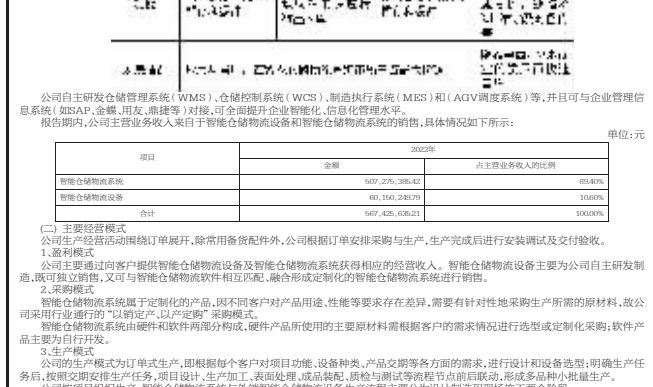 公司自主研发仓储管理系统(WMS)、仓储控制系统(WCS)、制造执行系统(MES)和(AGV调度系统)等,并且可与企业管理信
息系统(如SAP、金蝶、用友、鼎捷等)对接,可全面提升企业智能化、信息化管理水平。
报告期内,公司主营业务收入来自于智能仓储物流设备和智能仓储物流系统的销售,具体情况如下所示:
单位:元
项目 2022年
金额 占主营业务收入的比例
智能仓储物流系统 507,275,385.42 89.40%
智能仓储物流设备 60,150,249.79 10.60%
合计 567,425,635.21 100.00%
(二) 主要经营模式
公司生产经营活动围绕订单展开,除常用备货配件外,公司根据订单安排采购与生产,生产完成后进行安装调试及交付验收。
1、盈利模式
公司主要通过向客户提供智能仓储物流设备及智能仓储物流系统获得相应的经营收入。智能仓储物流设备主要为公司自主研发制
造,既可独立销售,又可与智能仓储物流软件相互匹配、融合形成定制化的智能仓储物流系统进行销售。
2、采购模式
智能仓储物流系统属于定制化的产品,因不同客户对产品用途、性能等要求存在差异,需要有针对性地采购生产所需的原材料,故公
司采用行业通行的“以销定产、以产定购”采购模式。
智能仓储物流系统由硬件和软件两部分构成,硬件产品所使用的主要原材料需根据客户的需求情况进行选型或定制化采购;软件产
品主要为自行开发。
3、生产模式
公司的生产模式为订单式生产,即根据每个客户对项目功能、设备种类、产品交期等各方面的需求,进行设计和设备选型;明确生产任
务后,按照交期安排生产任务,项目设计、生产加工、表面处理、成品装配、质检与测试等流程节点前后联动,形成多品种小批量生产。